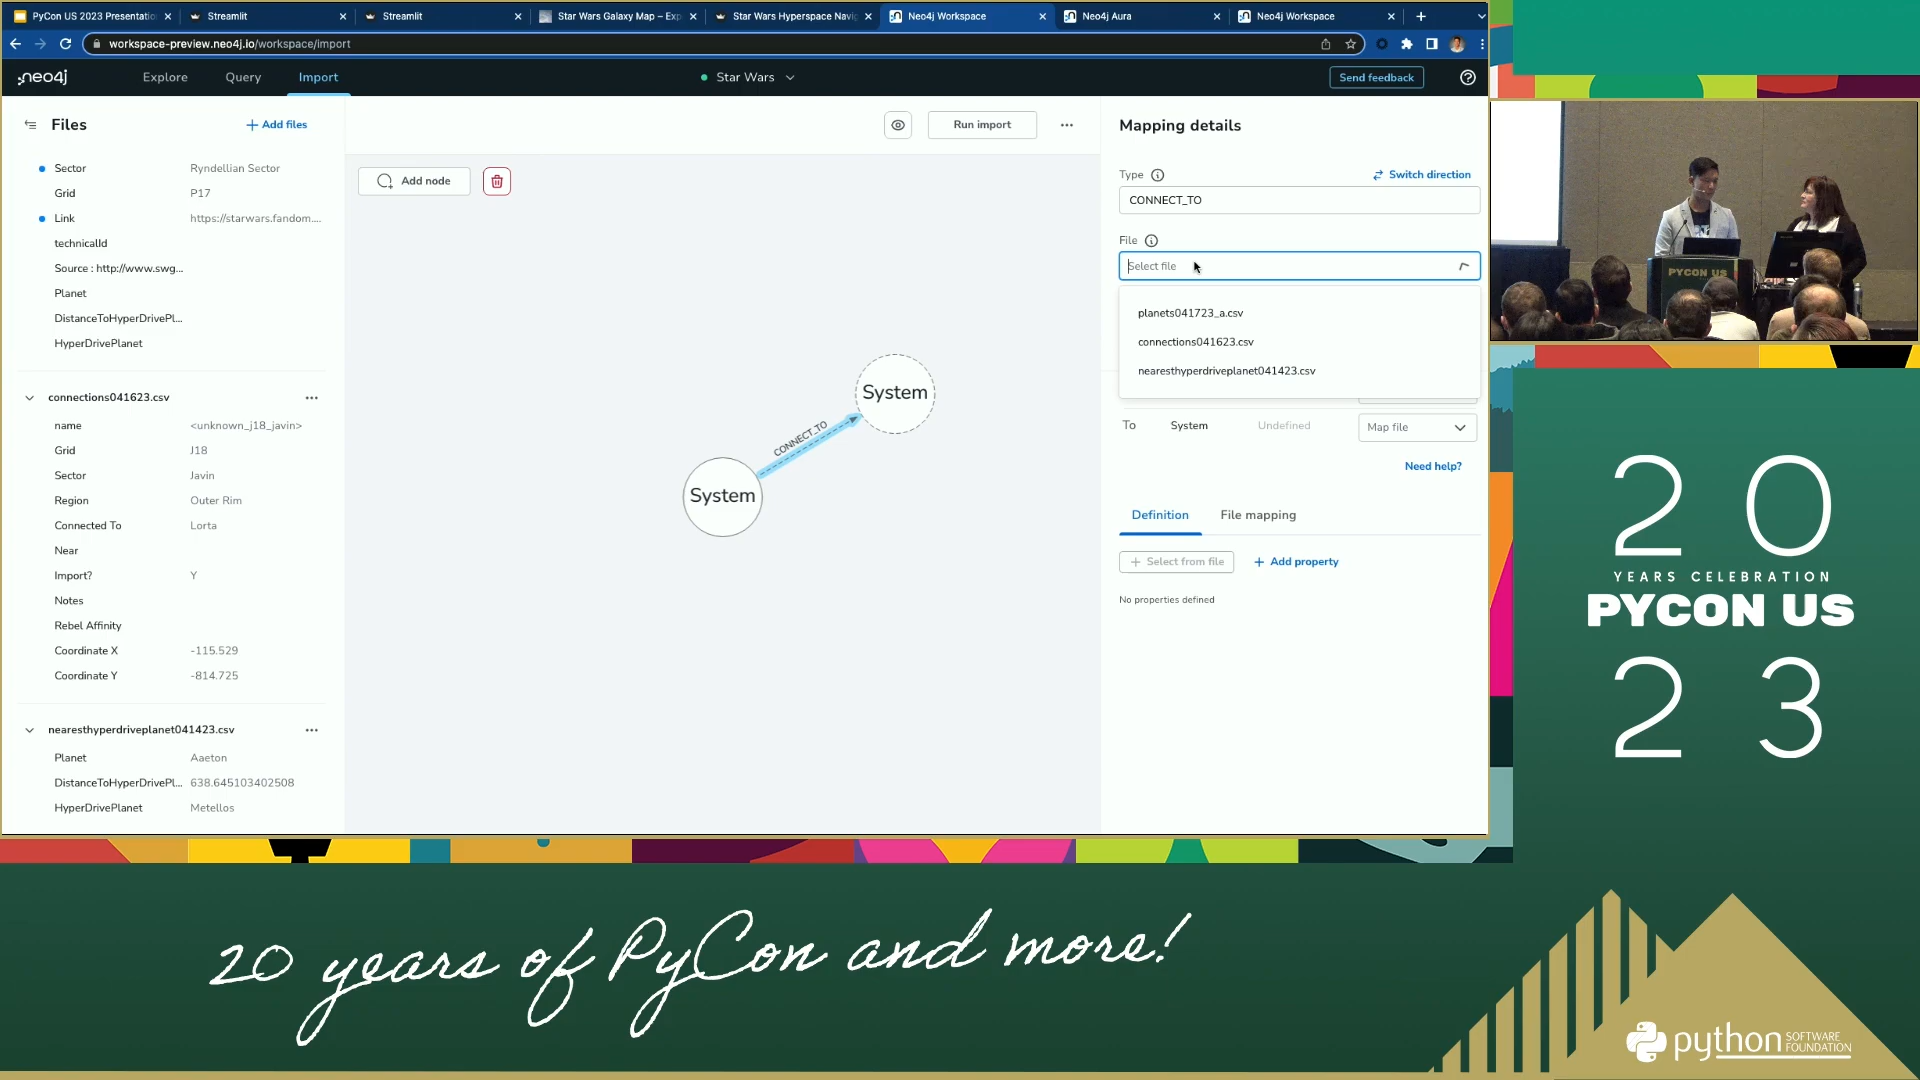 PyCon US 2023 Presentatio
Streamlit
Streamlit
Star Wars Galaxy Map – Exp
Star Wars Hyperspace Navig
Neo4j Workspace
Neo4j Aura
Neo4j Workspace
workspace-preview.neo4j.io/workspace/import
neo4j
Explore
Query
Import
Star Wars
Send feedback
Files
Add files
Sector Ryndellian Sector
Grid P17
Link https://starwars.fandom....
technicalId
Source : http://www.swg...
Planet
DistanceToHyperDrivePl...
HyperDrivePlanet
connections041623.csv
name <unknown_j18_javin>
Grid J18
Sector Javin
Region Outer Rim
Connected To Lorta
Near
Import? Y
Notes
Rebel Affinity
Coordinate X -115.529
Coordinate Y -814.725
nearesthyperdriveplanet041423.csv
Planet Aaeton
DistanceToHyperDrivePl... 638.645103402508
HyperDrivePlanet Metellos
Run import
Add node
System
CONNECT_TO
System
Mapping details
Type
Switch direction
CONNECT_TO
File
Select file
planets041723_a.csv
connections041623.csv
nearesthyperdriveplanet041423.csv
To System Undefined Map file
Need help?
Definition File mapping
Select from file
Add property
No properties defined
PYCON US
20
YEARS CELEBRATION
PYCON US
23
20 years of PyCon and more!
python
SOFTWARE
FOUNDATION